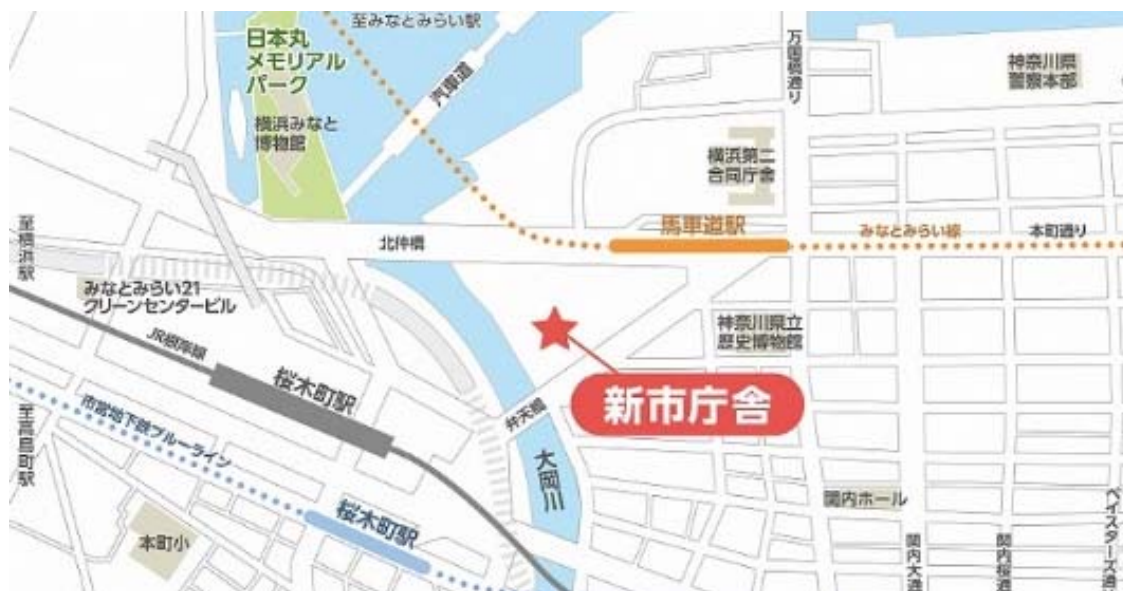 至みなとみらい駅
日本丸
メモリアル
パーク
汽車道
万国橋通り
神奈川県
警察本部
横浜みなと
博物館
横浜第二
合同庁舎
至横浜駅
北仲橋
馬車道駅
みなとみらい線
本町通り
みなとみらい21
クリーンセンタービル
JR根岸線
桜木町駅
神奈川県立
歴史博物館
新市庁舎
弁天橋
至高島町駅
市営地下鉄ブルーライン
大岡川
桜木町駅
本町小
関内ホール
関内大通
関内桜通
ベイスターズ通